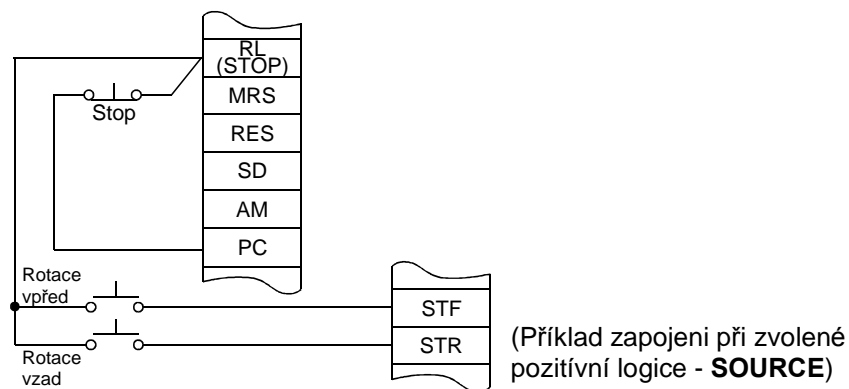 RL
(STOP)
MRS
Stop
RES
SD
AM
PC
Rotace
vpřed
STF
STR
Rotace
vzad
(Příklad zapojeni při zvolené
pozitívní logice - SOURCE)